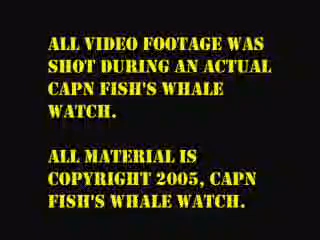 ALL VIDEO FOOTAGE WAS
SHOT DURING AN ACTUAL
CAPN FISH'S WHALE
WATCH.
ALL MATERIAL IS
COPYRIGHT 2005, CAPN
FISH'S WHALE WATCH.